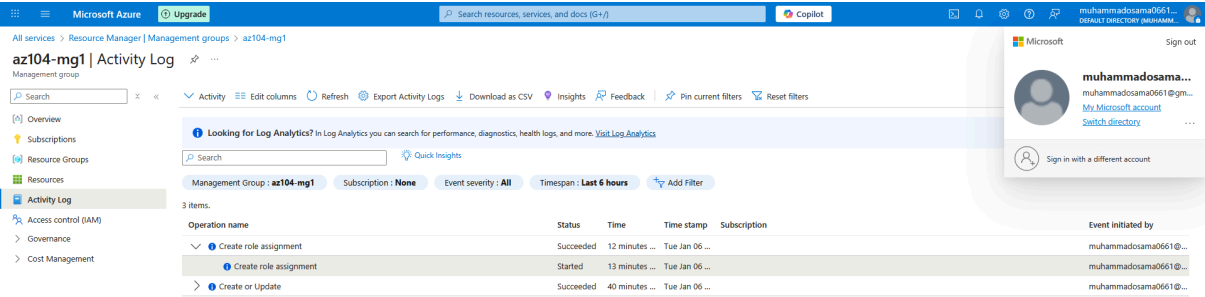 Microsoft Azure
Upgrade
Search resources, services, and docs (G+/)
Copilot
muhammadosama0661...
DEFAULT DIRECTORY (MUHAMM...
All services > Resource Manager | Management groups > az104-mg1
az104-mg1 | Activity Log
...
Management group
Microsoft
Sign out
muhammadosama...
muhammadosama0661@gm...
My Microsoft account
Switch directory
...
Sign in with a different account
Search
Overview
Subscriptions
Resource Groups
Resources
Activity Log
Access control (IAM)
Governance
Cost Management
Activity Edit columns Refresh Export Activity Logs Download as CSV Insights Feedback Pin current filters Reset filters
Looking for Log Analytics? In Log Analytics you can search for performance, diagnostics, health logs, and more. Visit Log Analytics
Search
Quick Insights
Management Group : az104-mg1 Subscription : None Event severity : All Timespan : Last 6 hours Add Filter
3 items.
Operation name Status Time Time stamp Subscription Event initiated by
Create role assignment Succeeded 12 minutes ... Tue Jan 06 ... muhammadosama0661@...
Create role assignment Started 13 minutes ... Tue Jan 06 ... muhammadosama0661@...
Create or Update Succeeded 40 minutes ... Tue Jan 06 ... muhammadosama0661@...